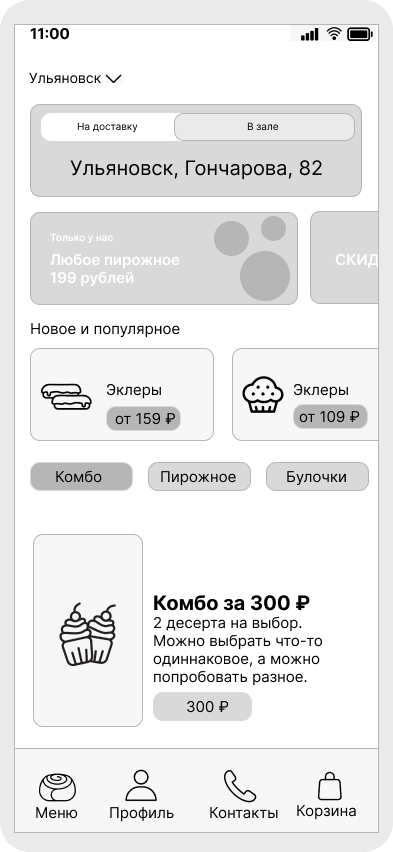 11:00
Ульяновск
На доставку
В зале
Ульяновск, Гончарова, 82
Только у нас
Любое пирожное
199 рублей
СКИД
Новое и популярное
Эклеры
от 159 ₽
Эклеры
от 109 ₽
Комбо
Пирожное
Булочки
Комбо за 300 ₽
2 десерта на выбор.
Можно выбрать что-то
одиннаковое, а можно
попробовать разное.
300 ₽
Меню
Профиль
Контакты
Корзина